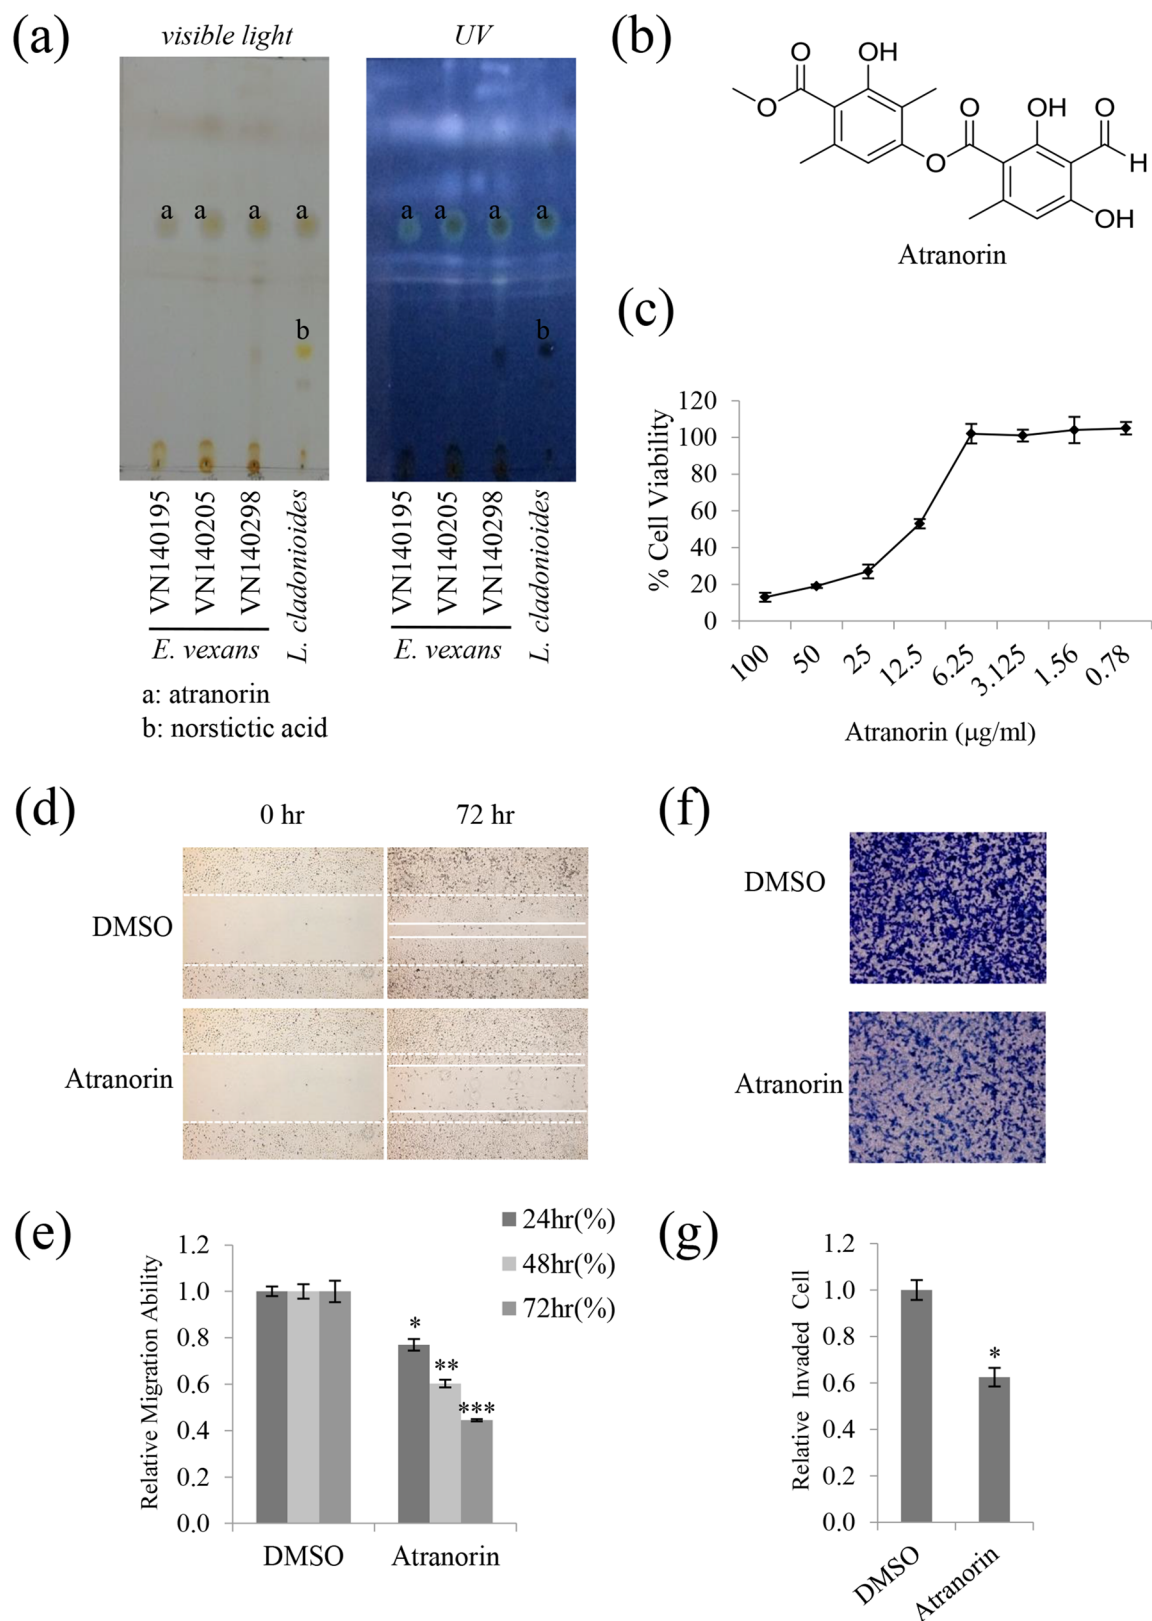 (a)
visible light
UV
a a a a
b
a a a a
b
VN140195
VN140205
VN140298
L. cladonioides
E. vexans
VN140195
VN140205
VN140298
L. cladonioides
E. vexans
a: atranorin
b: norstictic acid
(b)
O
OH
O
O
O
OH
O
H
OH
Atranorin
(c)
% Cell Viability
120
100
80
60
40
20
0
100
50
25
12.5
6.25
3.125
1.56
0.78
Atranorin (μg/ml)
(d)
0 hr
72 hr
DMSO
Atranorin
(f)
DMSO
Atranorin
(e)
24hr(%)
48hr(%)
72hr(%)
Relative Migration Ability
1.2
1.0
0.8
0.6
0.4
0.2
0.0
*
**
***
DMSO
Atranorin
(g)
Relative Invaded Cell
1.2
1.0
0.8
0.6
0.4
0.2
0.0
*
DMSO
Atranorin